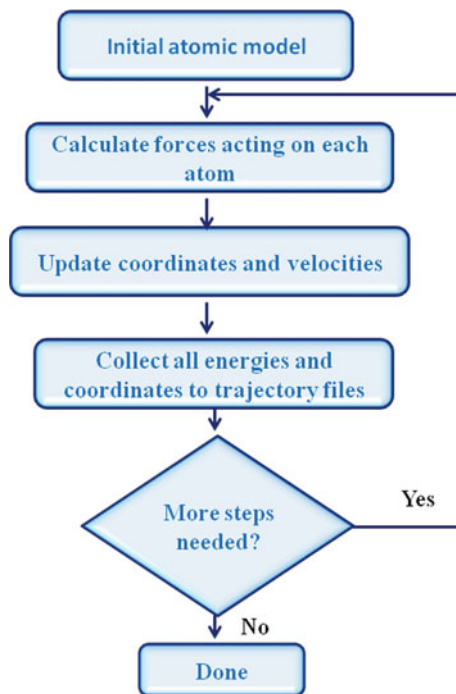 Initial atomic model
Calculate forces acting on each
atom
Update coordinates and velocities
Collect all energies and
coordinates to trajectory files
More steps
needed?
Yes
No
Done